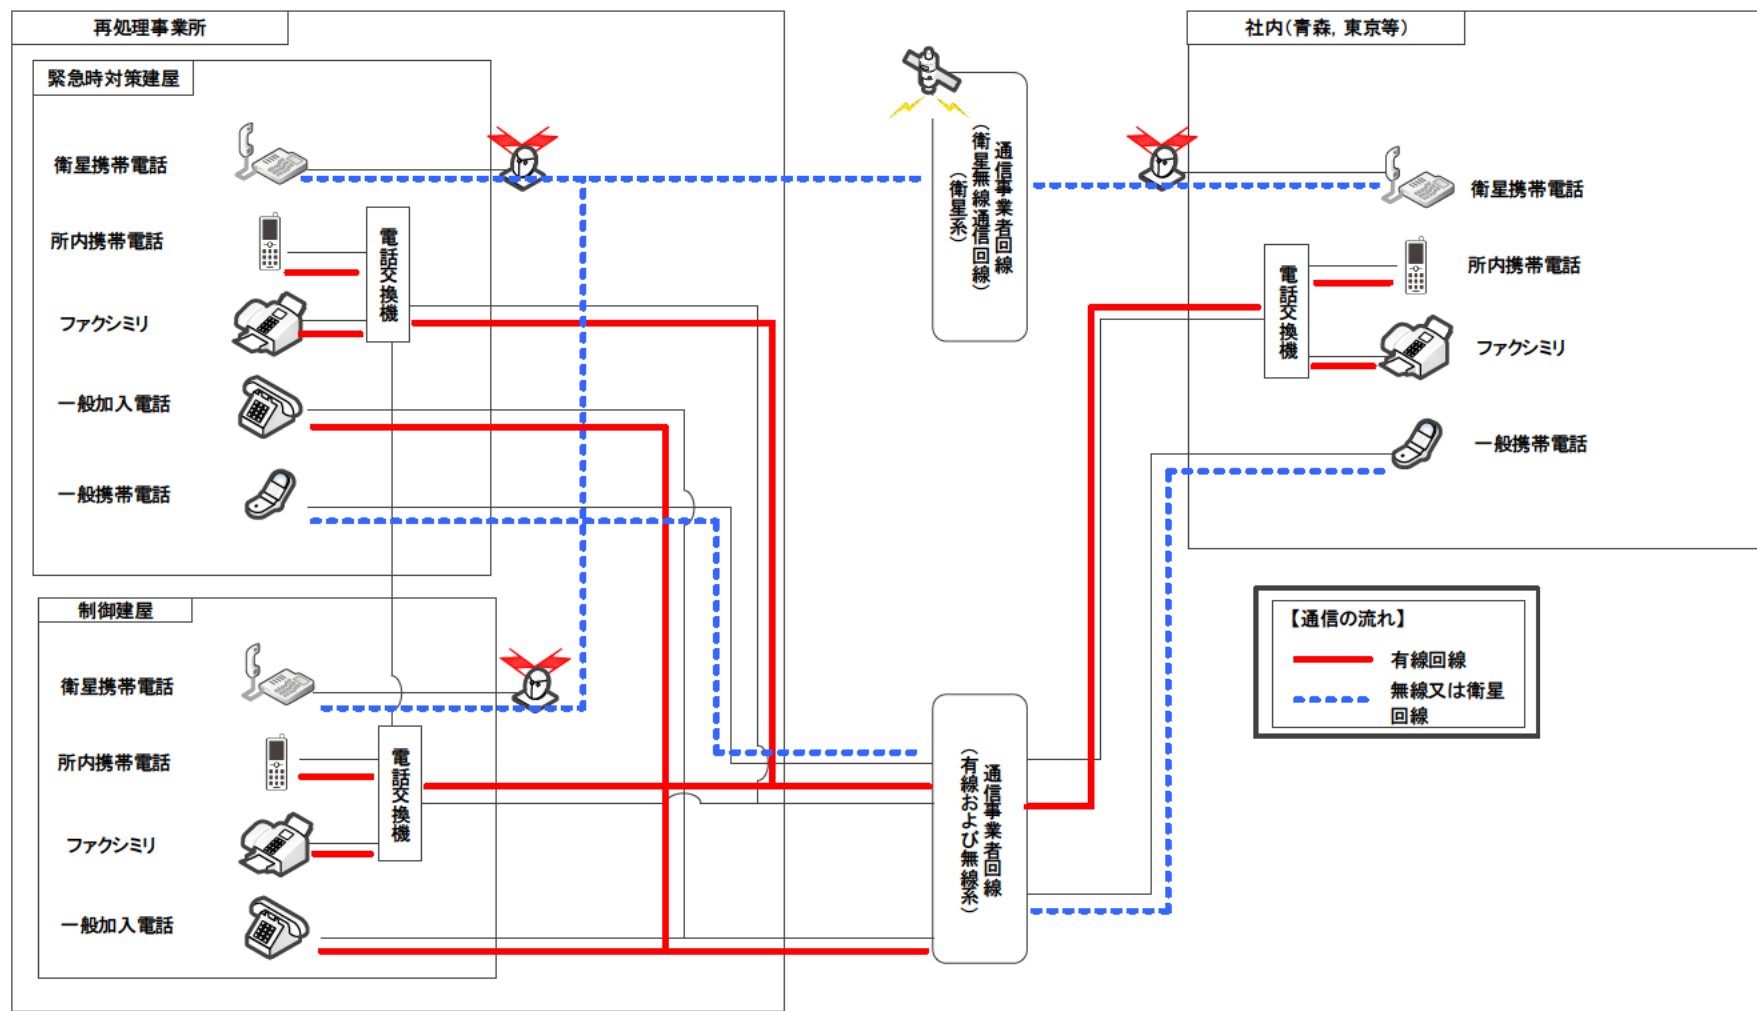 再処理事業所
緊急時対策建屋
衛星携帯電話
所内携帯電話
ファクシミリ
一般加入電話
一般携帯電話
電話交換機
制御建屋
衛星携帯電話
所内携帯電話
ファクシミリ
一般加入電話
電話交換機
通信事業者回線
(衛星無線通信回線)
(衛星系)
通信事業者回線
(有線および無線系)
社内(青森, 東京等)
衛星携帯電話
所内携帯電話
ファクシミリ
一般携帯電話
電話交換機
【通信の流れ】
有線回線
無線又は衛星
回線